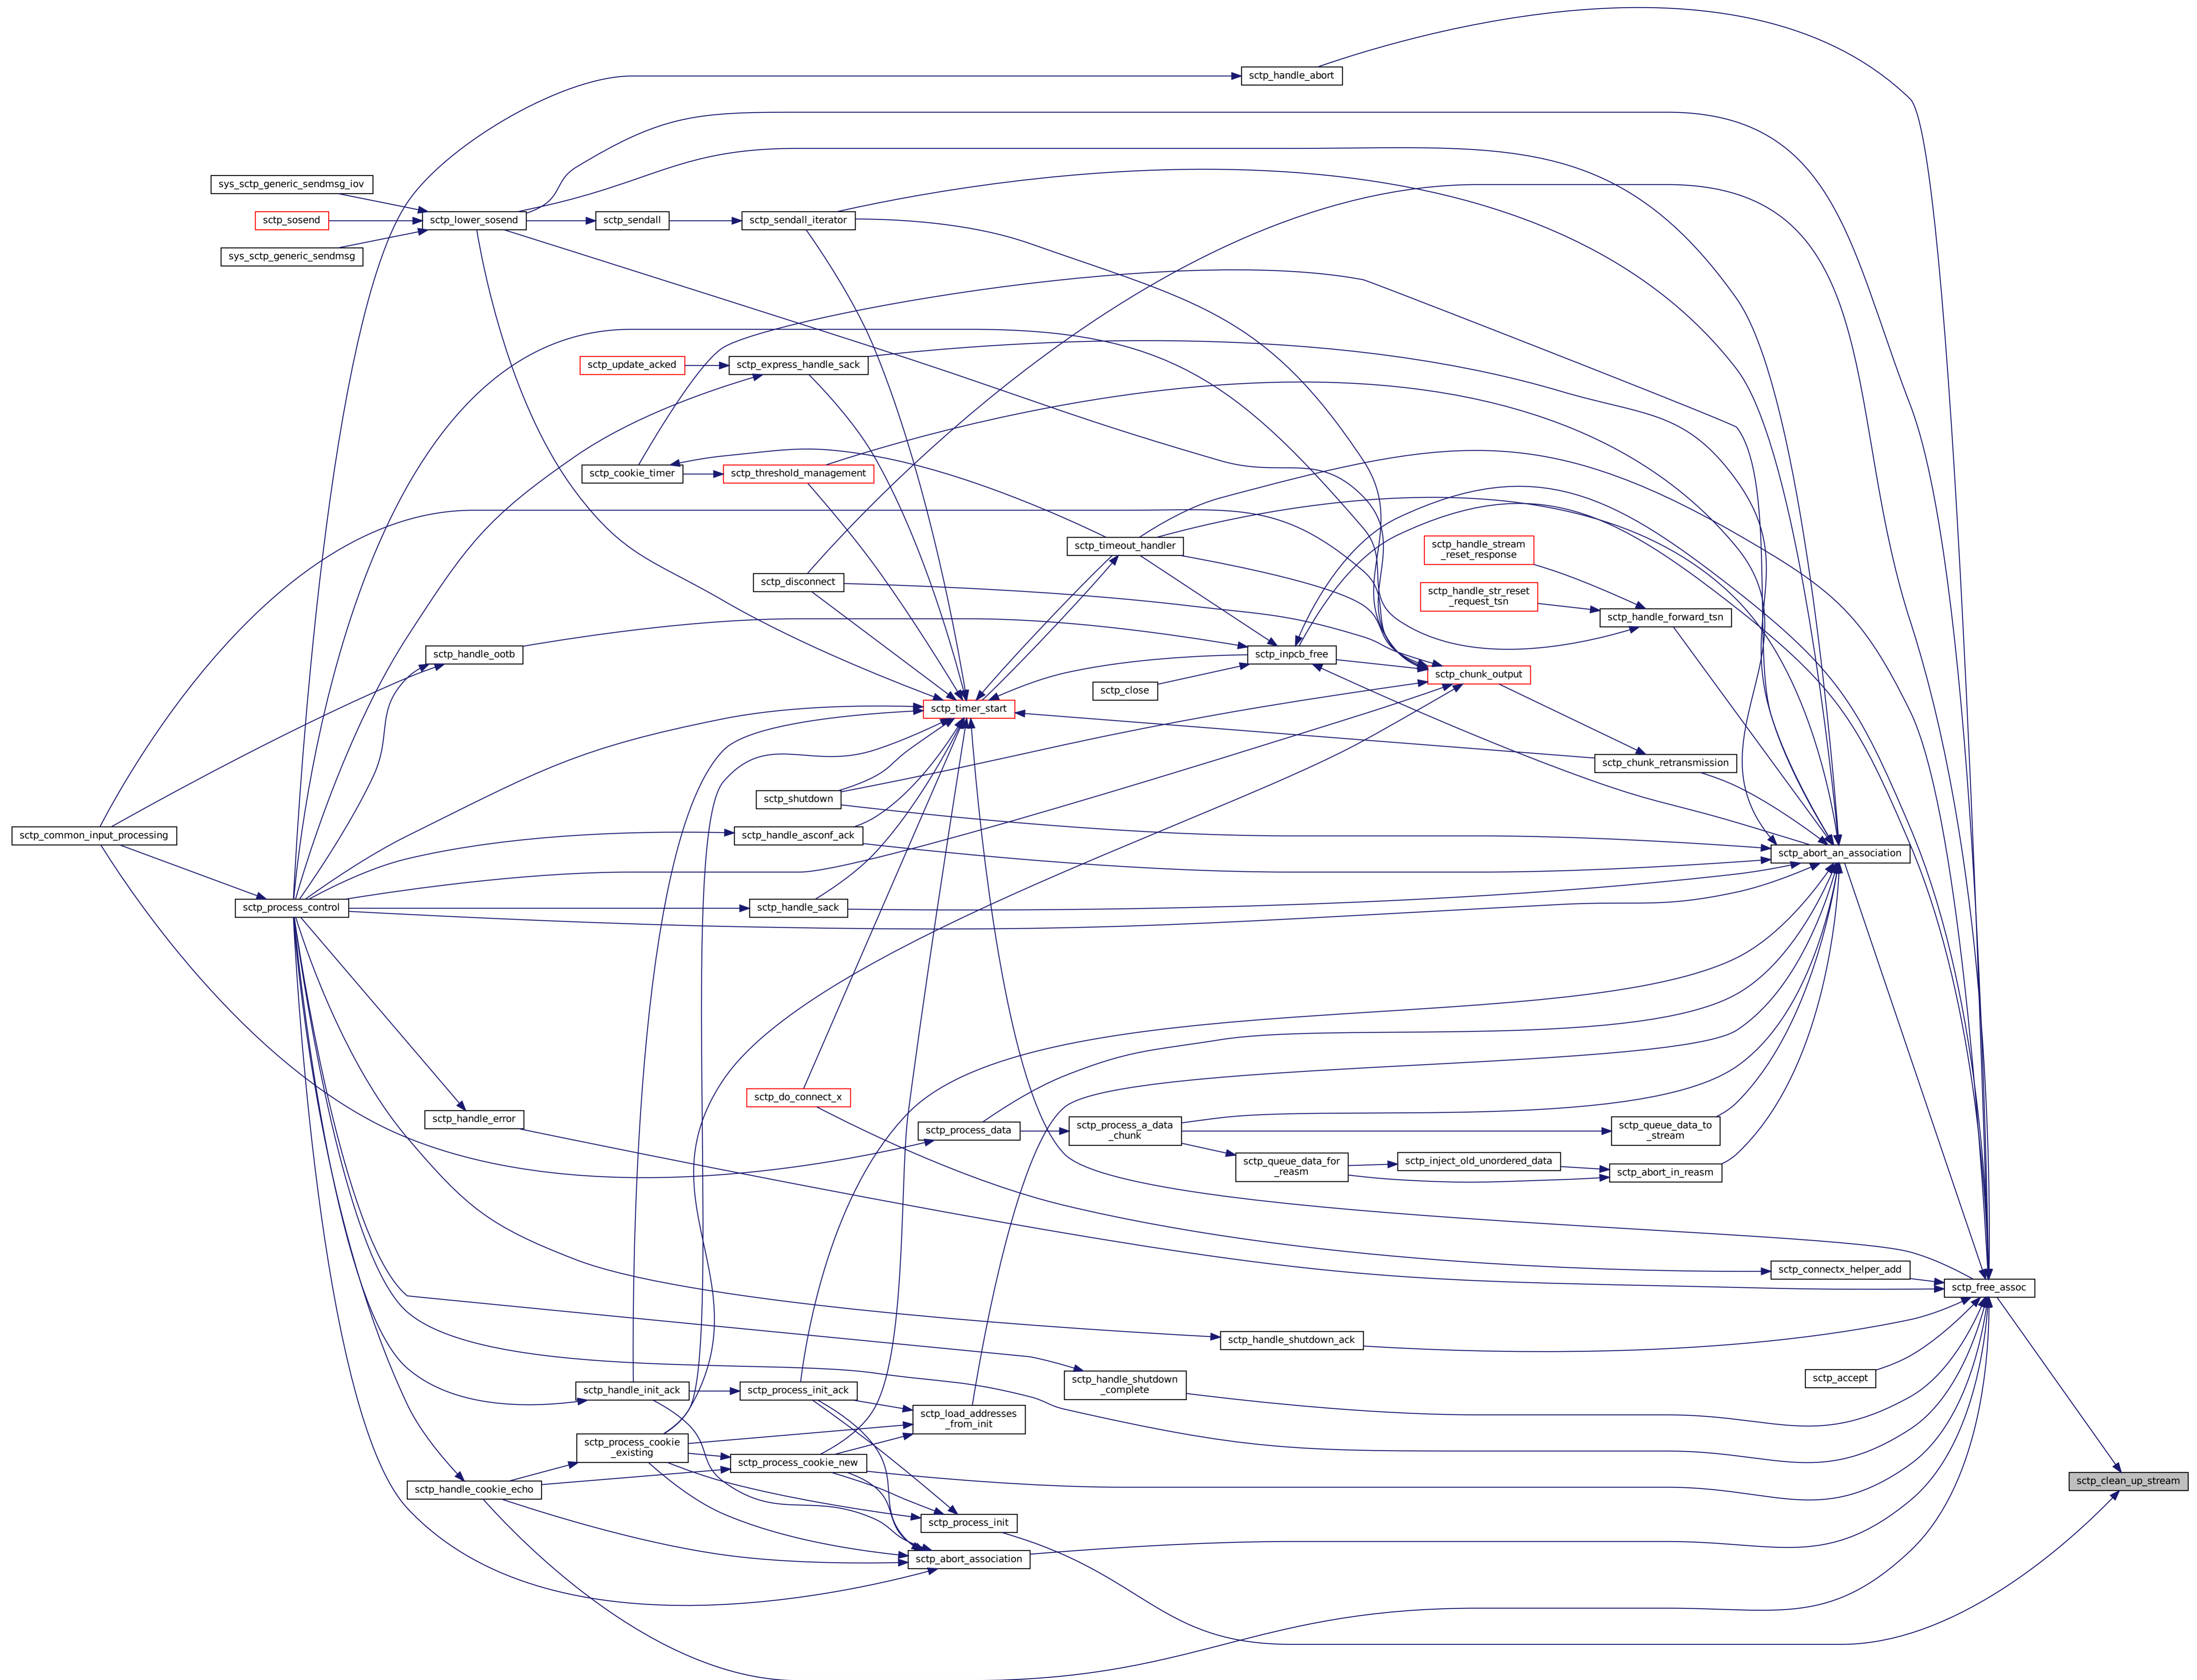 sctp_handle_abort
sys_sctp_generic_sendmsg_iov
sctp_sosend
sctp_lower_sosend
sctp_sendall
sctp_sendall_iterator
sys_sctp_generic_sendmsg
sctp_update_acked
sctp_express_handle_sack
sctp_cookie_timer
sctp_threshold_management
sctp_timeout_handler
sctp_handle_stream
_reset_response
sctp_disconnect
sctp_handle_str_reset
_request_tsn
sctp_handle_forward_tsn
sctp_handle_ootb
sctp_inpcb_free
sctp_chunk_output
sctp_close
sctp_timer_start
sctp_chunk_retransmission
sctp_shutdown
sctp_common_input_processing
sctp_handle_asconf_ack
sctp_abort_an_association
sctp_process_control
sctp_handle_sack
sctp_do_connect_x
sctp_handle_error
sctp_process_data
sctp_process_a_data
_chunk
sctp_queue_data_to
_stream
sctp_queue_data_for
_reasm
sctp_inject_old_unordered_data
sctp_abort_in_reasm
sctp_connectx_helper_add
sctp_free_assoc
sctp_handle_shutdown_ack
sctp_accept
sctp_handle_shutdown
_complete
sctp_handle_init_ack
sctp_process_init_ack
sctp_load_addresses
_from_init
sctp_process_cookie
_existing
sctp_process_cookie_new
sctp_clean_up_stream
sctp_handle_cookie_echo
sctp_process_init
sctp_abort_association